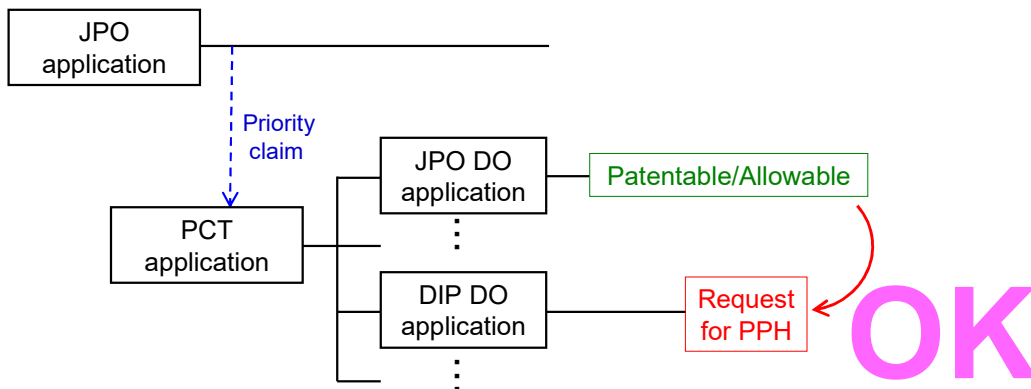 JPO
application
Priority
claim
JPO DO
application
Patentable/Allowable
PCT
application
DIP DO
application
Request
for PPH
OK